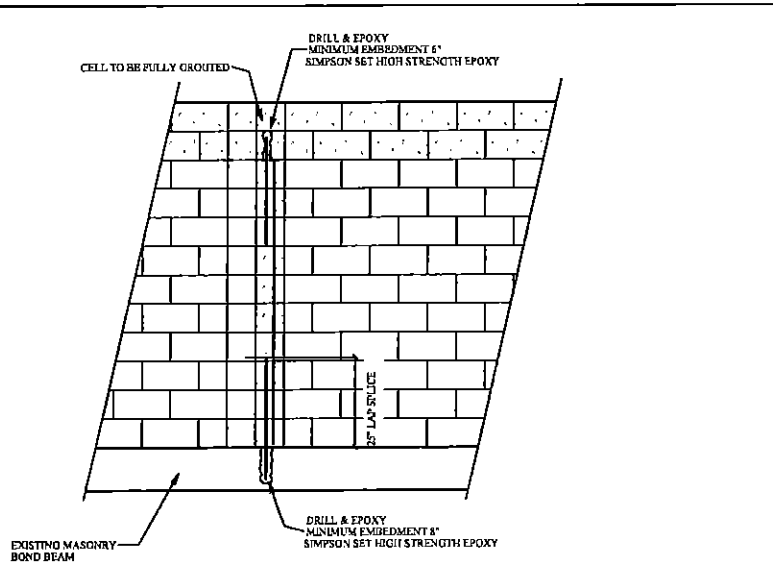 DRILL & EPOXY
MINIMUM EMBEDMENT 6"
SIMPSON SET HIGH STRENGTH EPOXY
CELL TO BE FULLY GROUTED
25" LAP SPLICE
DRILL & EPOXY
MINIMUM EMBEDMENT 8"
SIMPSON SET HIGH STRENGTH EPOXY
EXISTING MASONRY
BOND BEAM